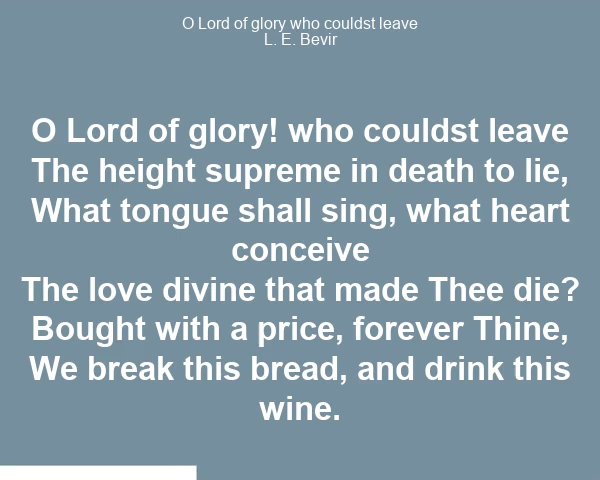 O Lord of glory who couldst leave
L. E. Bevir
O Lord of glory! who couldst leave
The height supreme in death to lie,
What tongue shall sing, what heart
conceive
The love divine that made Thee die?
Bought with a price, forever Thine,
We break this bread, and drink this
wine.